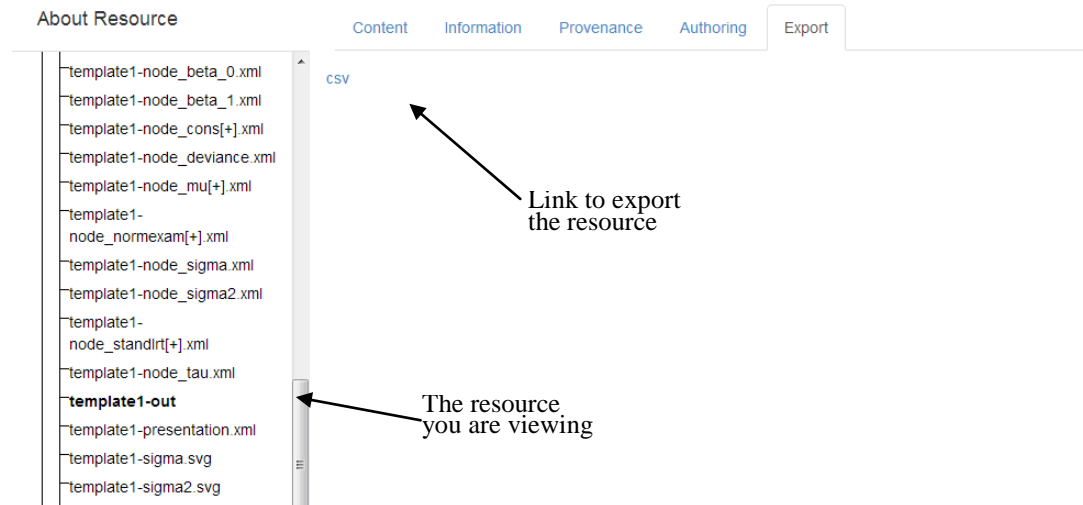 About Resource
Content Information Provenance Authoring Export
template1-node_beta_0.xml
template1-node_beta_1.xml
template1-node_cons[+].xml
template1-node_deviance.xml
template1-node_mu[+].xml
template1-
node_normexam[+].xml
template1-node_sigma.xml
template1-node_sigma2.xml
template1-
node_standlrt[+].xml
template1-node_tau.xml
template1-out
template1-presentation.xml
template1-sigma.svg
template1-sigma2.svg
csv
Link to export
the resource
The resource
you are viewing